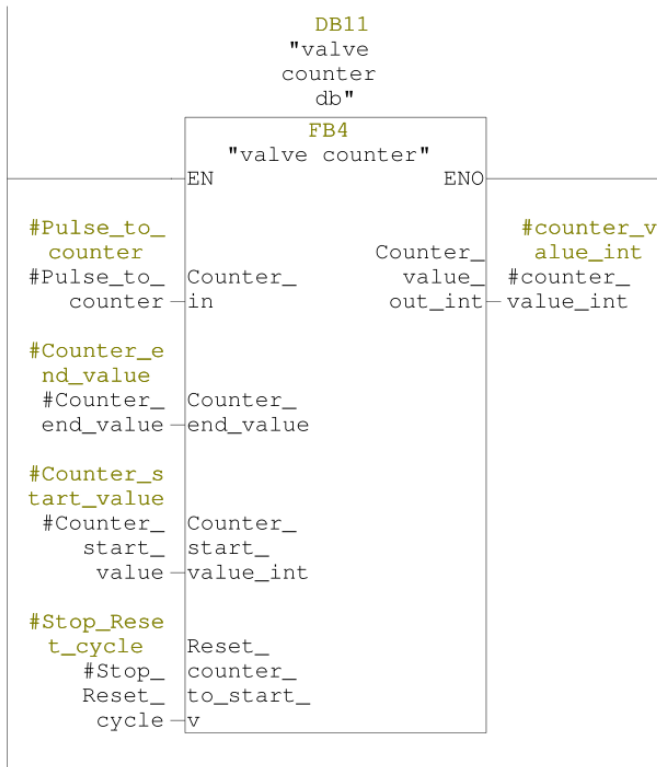 DB11
"valve
counter
db"
FB4
"valve counter"
EN
ENO
#Pulse_to_
counter
#Pulse_to_
counter
Counter_
in
#counter_v
alue_int
Counter_
value_
out_int
#counter_
value_int
#Counter_e
nd_value
#Counter_
end_value
Counter_
end_value
#Counter_s
tart_value
#Counter_
start_
value
Counter_
start_
value_int
#Stop_Rese
t_cycle
#Stop_
Reset_
cycle
Reset_
counter_
to_start_
v